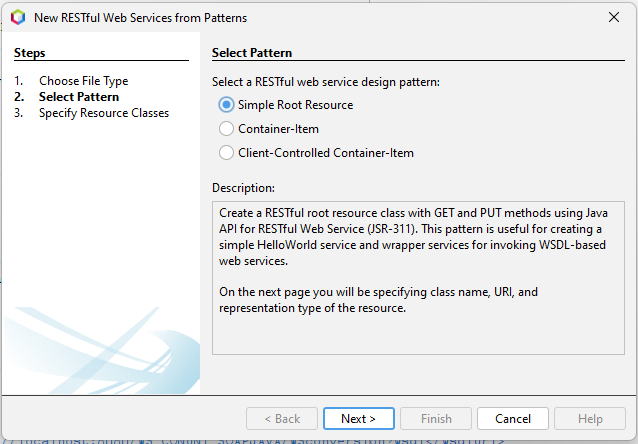 New RESTful Web Services from Patterns
Steps
1. Choose File Type
2. Select Pattern
3. Specify Resource Classes
Select Pattern
Select a RESTful web service design pattern:
Simple Root Resource
Container-Item
Client-Controlled Container-Item
Description:
Create a RESTful root resource class with GET and PUT methods using Java
API for RESTful Web Service (JSR-311). This pattern is useful for creating a
simple HelloWorld service and wrapper services for invoking WSDL-based
web services.
On the next page you will be specifying class name, URI, and
representation type of the resource.
< Back
Next >
Finish
Cancel
Help